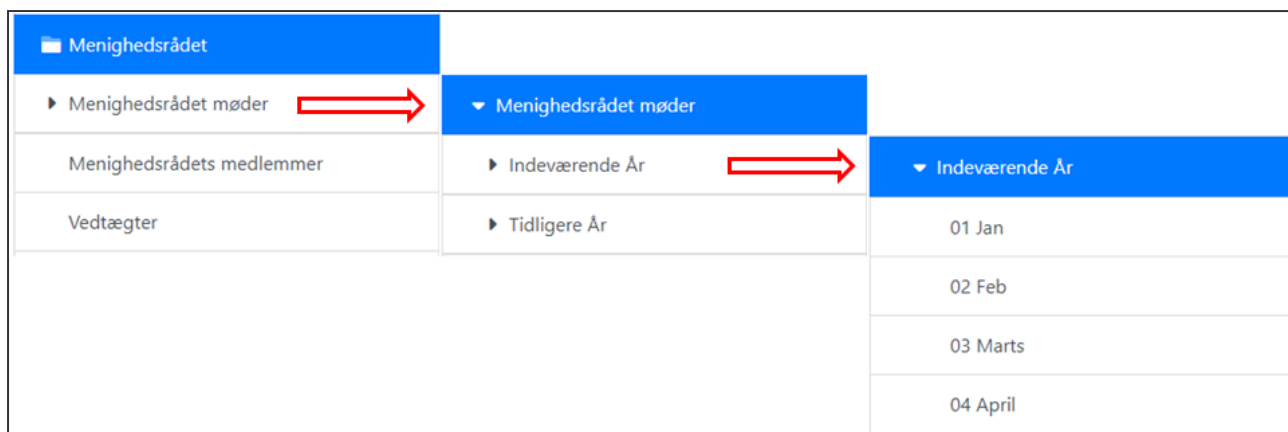 Menighedsrådet
Menighedsrådet møder
Menighedsrådets medlemmer
Vedtægter
Menighedsrådet møder
Indeværende År
Tidligere År
Indeværende År
01 Jan
02 Feb
03 Marts
04 April